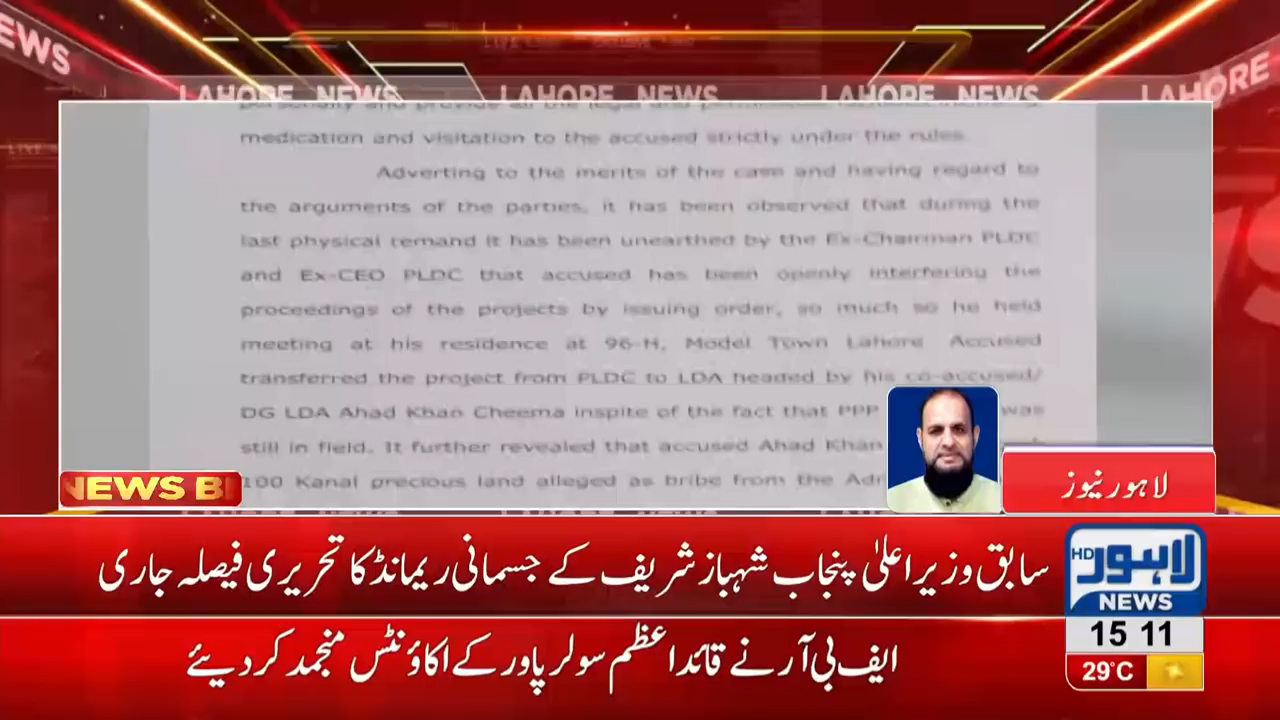 EWS
LAHORE NEWS
LAHORE NEWS
LAHORE NEWS
LAHORE
medication and visitation to the accused strictly under the rules.
Adverting to the merits of the case and having regard to
the arguments of the parties, it has been observed that during the
last physical remand it has been unearthed by the Ex-Chairman PLDC
and Ex-CEO PLDC that accused has been openly interfering the
proceedings of the projects by issuing order, so much so he held
meeting at his residence at 96-H, Model Town Lahore Accused
transferred the project from PLDC to LDA headed by his co-accused/
DG LDA Ahad Khan Cheema inspite of the fact that PPP was
still in field. It further revealed that accused Ahad Khan
100 Kanal precious land alleged as bribe from the
NEWS B
لاہور نیوز
سابق وزیراعلیٰ پنجاب شہباز شریف کے جسمانی ریمانڈ کا تحریری فیصلہ جاری
ایف بی آر نے قائداعظم سولر پاور کے اکاؤنٹس منجمد کر دیئے
HD
لاہور
NEWS
15 11
29°C